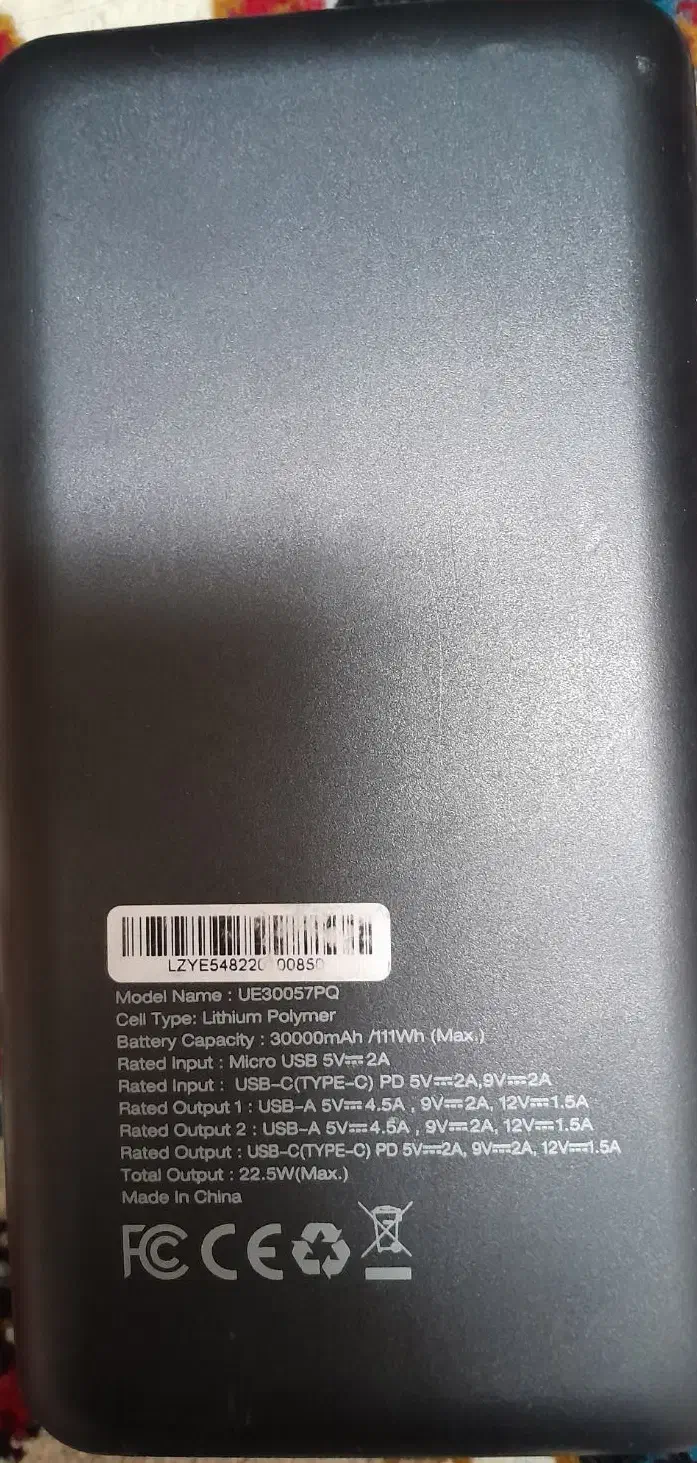 Model Name : UE30057PQ
Cell Type: Lithium Polymer
Battery Capacity : 30000mAh /111Wh (Max.)
Rated Input : Micro USB 5V⎓2A
Rated Input : USB-C(TYPE-C) PD 5V⎓2A,9V⎓2A
Rated Output 1 : USB-A 5V⎓4.5A , 9V⎓2A, 12V⎓1.5A
Rated Output 2 : USB-A 5V⎓4.5A , 9V⎓2A, 12V⎓1.5A
Rated Output : USB-C(TYPE-C) PD 5V⎓2A, 9V⎓2A, 12V⎓1.5A
Total Output : 22.5W(Max.)
Made In China
FC CE